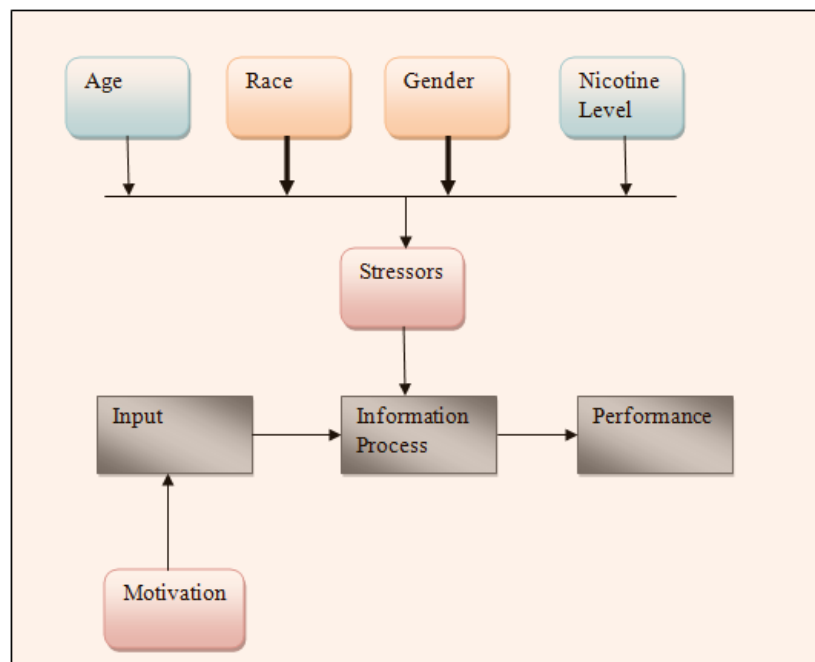 Age
Race
Gender
Nicotine
Level
Stressors
Input
Information
Process
Performance
Motivation